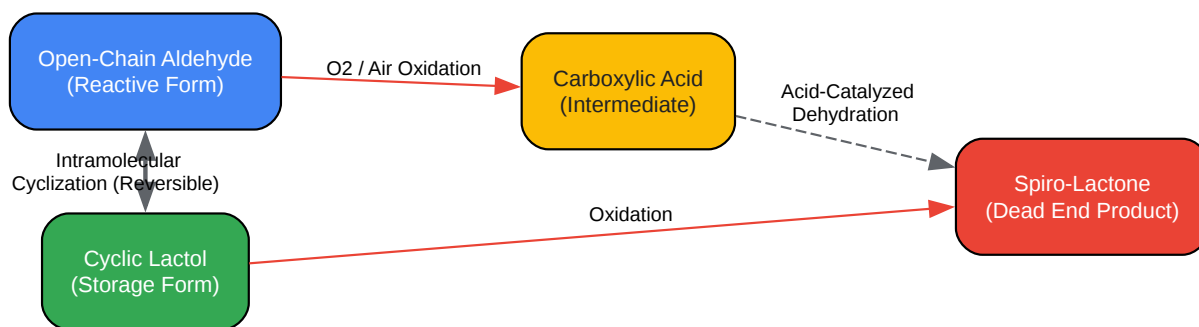 Open-Chain Aldehyde
(Reactive Form)
O2 / Air Oxidation
Carboxylic Acid
(Intermediate)
Acid-Catalyzed
Dehydration
Intramolecular
Cyclization (Reversible)
Spiro-Lactone
(Dead End Product)
Oxidation
Cyclic Lactol
(Storage Form)